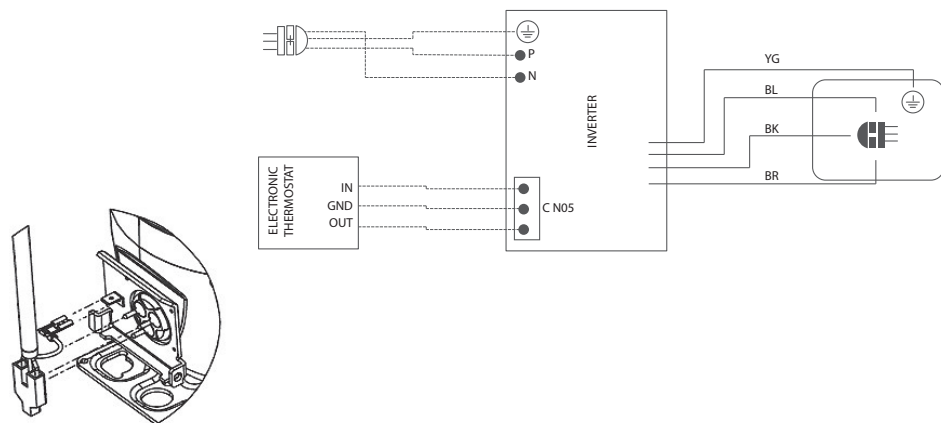 P
N
INVERTER
YG
BL
BK
BR
ELECTRONIC
THERMOSTAT
IN
GND
OUT
C N05